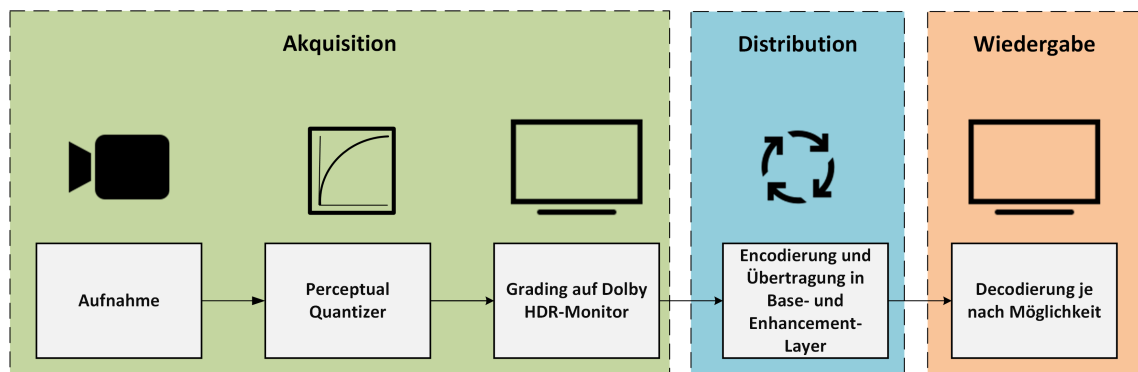 Akquisition
Distribution
Wiedergabe
Aufnahme
Perceptual
Quantizer
Grading auf Dolby
HDR-Monitor
Encodierung und
Übertragung in
Base- und
Enhancement-
Layer
Decodierung je
nach Möglichkeit